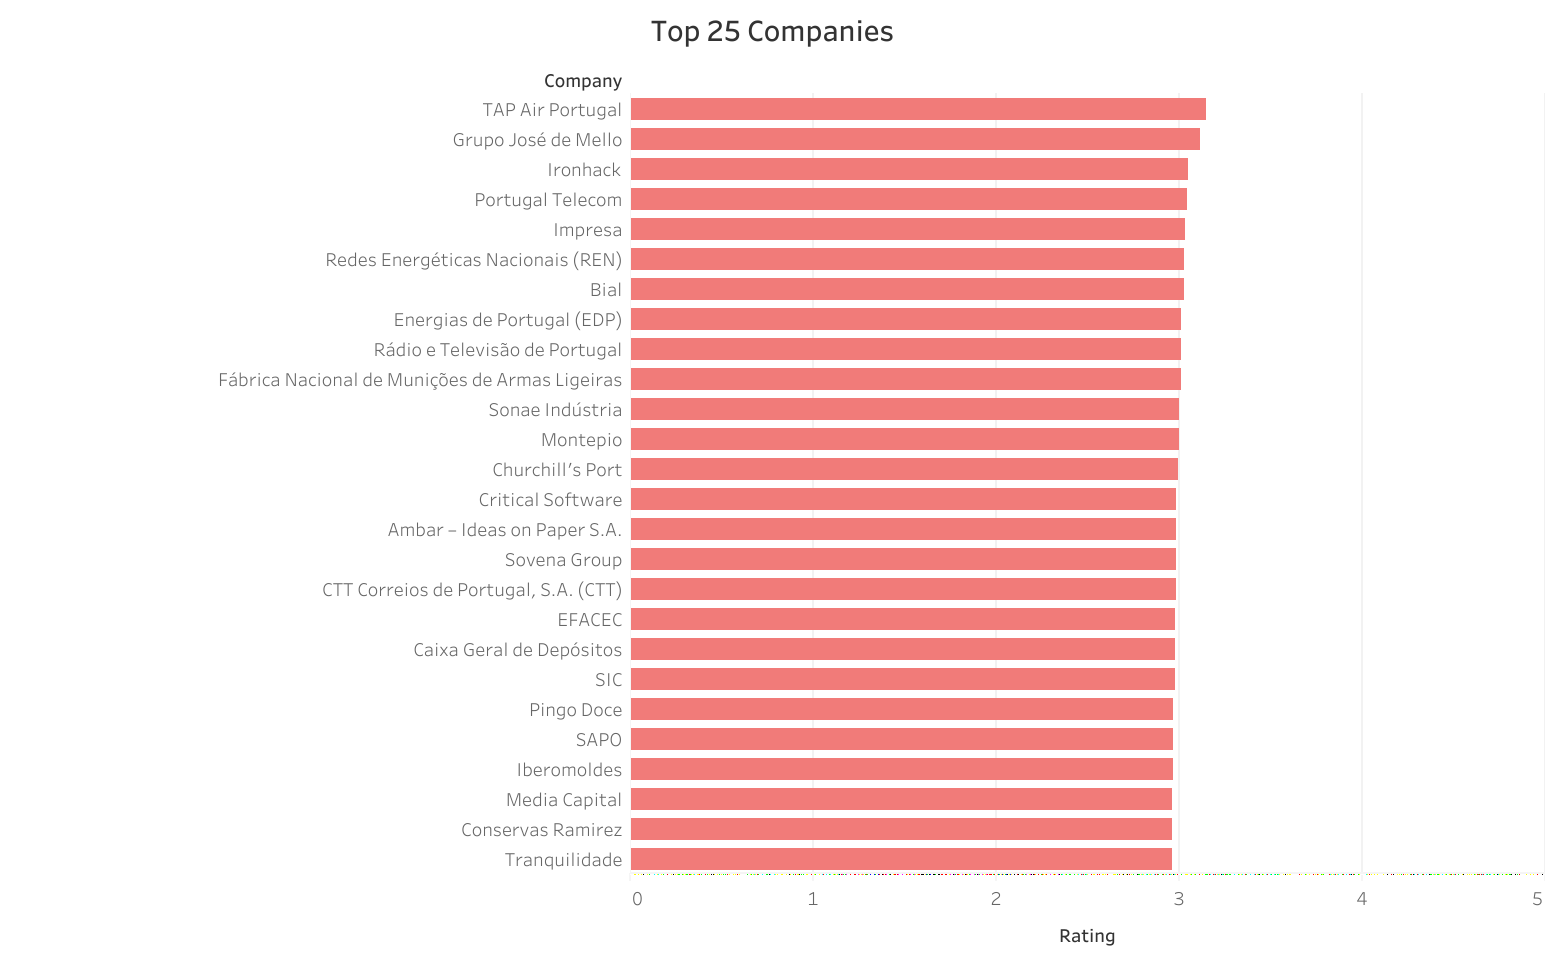 Top 25 Companies
Company
TAP Air Portugal
Grupo José de Mello
Ironhack
Portugal Telecom
Impresa
Redes Energéticas Nacionais (REN)
Bial
Energias de Portugal (EDP)
Rádio e Televisão de Portugal
Fábrica Nacional de Munições de Armas Ligeiras
Sonae Indústria
Montepio
Churchill’s Port
Critical Software
Ambar – Ideas on Paper S.A.
Sovena Group
CTT Correios de Portugal, S.A. (CTT)
EFACEC
Caixa Geral de Depósitos
SIC
Pingo Doce
SAPO
Iberomoldes
Media Capital
Conservas Ramirez
Tranquilidade
0 1 2 3 4 5
Rating